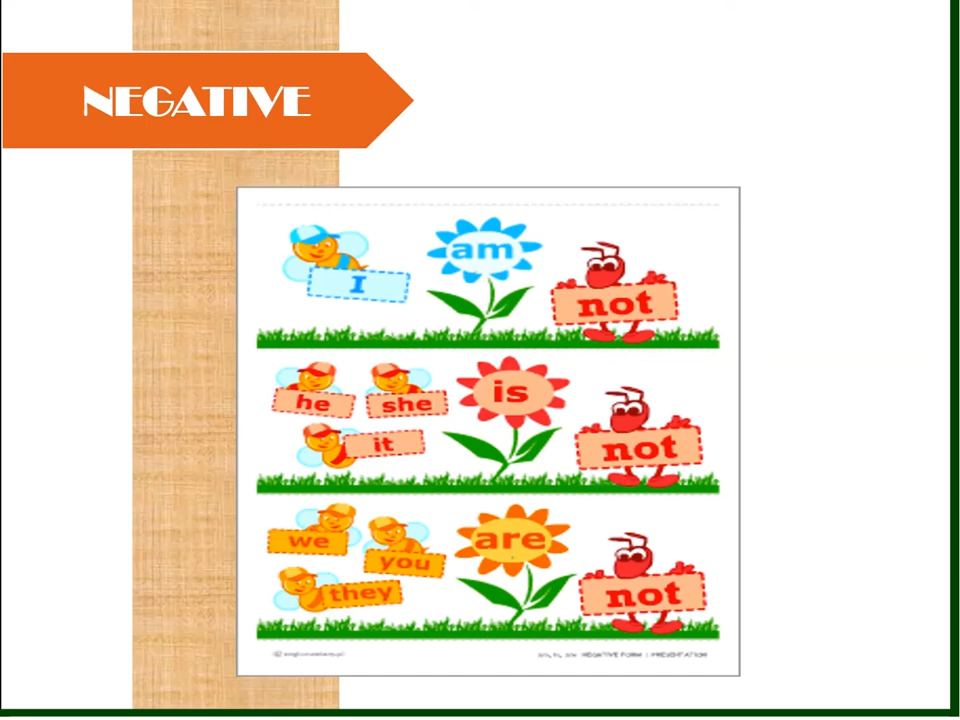 NEGATIVE
I am not
he she is
it not
we are
you
they not
NEGATIVE FORM | PRESENTATION